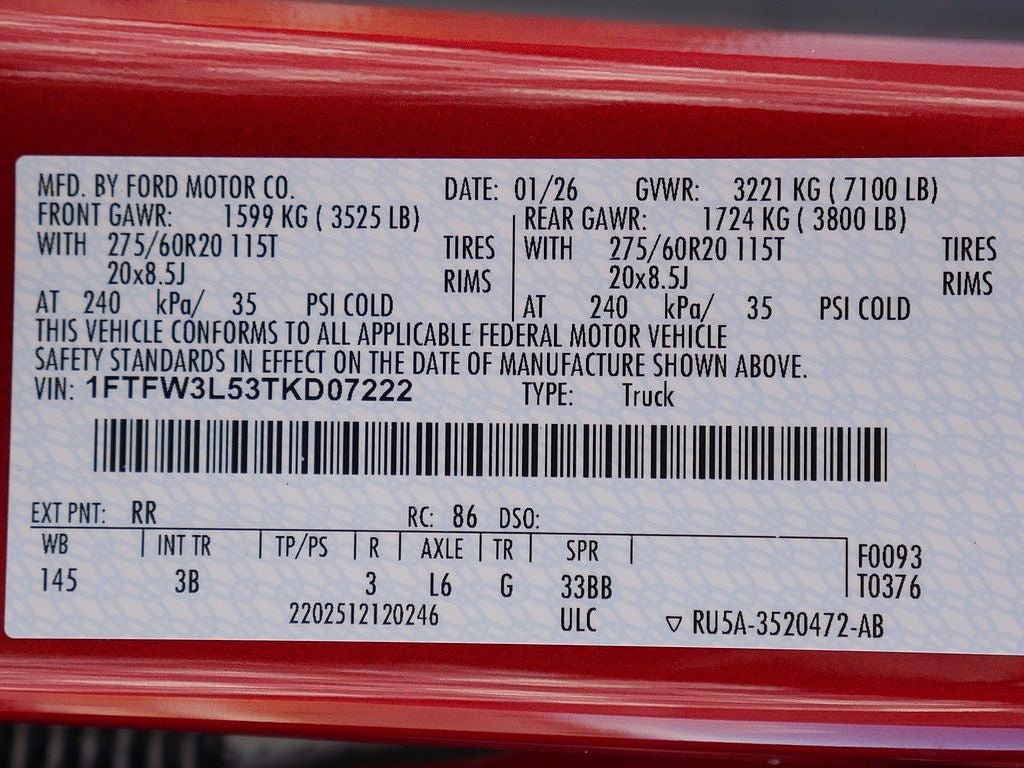 MFD. BY FORD MOTOR CO. DATE: 01/26 GVWR: 3221 KG ( 7100 LB)
FRONT GAWR: 1599 KG ( 3525 LB) REAR GAWR: 1724 KG ( 3800 LB)
WITH 275/60R20 115T TIRES WITH 275/60R20 115T TIRES
20x8.5J RIMS 20x8.5J RIMS
AT 240 kPa/ 35 PSI COLD AT 240 kPa/ 35 PSI COLD
THIS VEHICLE CONFORMS TO ALL APPLICABLE FEDERAL MOTOR VEHICLE
SAFETY STANDARDS IN EFFECT ON THE DATE OF MANUFACTURE SHOWN ABOVE.
VIN: 1FTFW3L53TKD07222 TYPE: Truck
EXT PNT: RR RC: 86 DSO:
WB INT TR TP/PS R AXLE TR SPR F0093
145 3B 3 L6 G 33BB T0376
2202512120246 ULC ▽ RU5A-3520472-AB